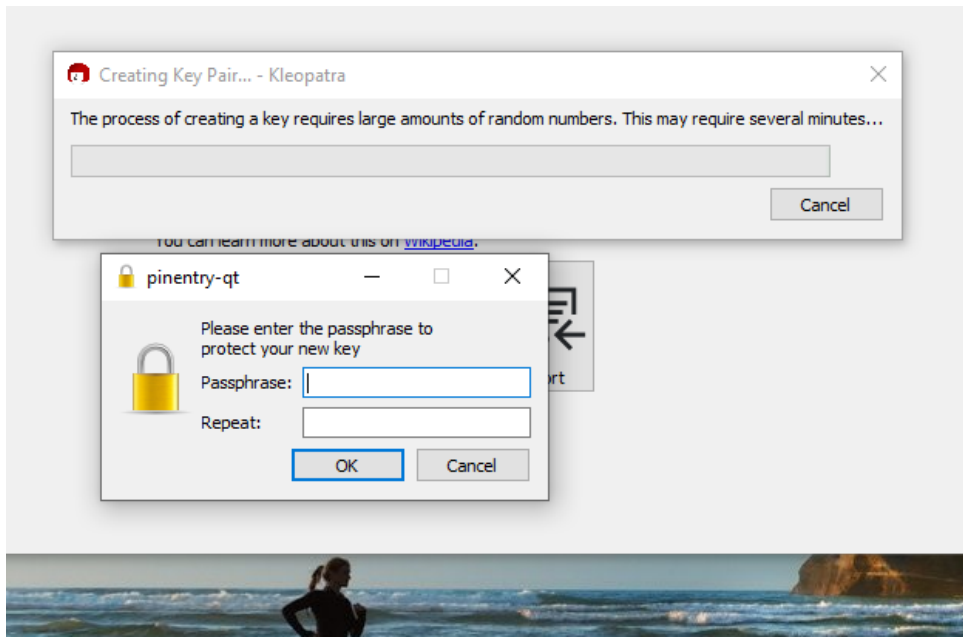 Creating Key Pair... - Kleopatra
The process of creating a key requires large amounts of random numbers. This may require several minutes...
Cancel
You can learn more about this on Wikipedia.
pinentry-qt
Please enter the passphrase to
protect your new key
Passphrase:
Repeat:
OK
Cancel
ort